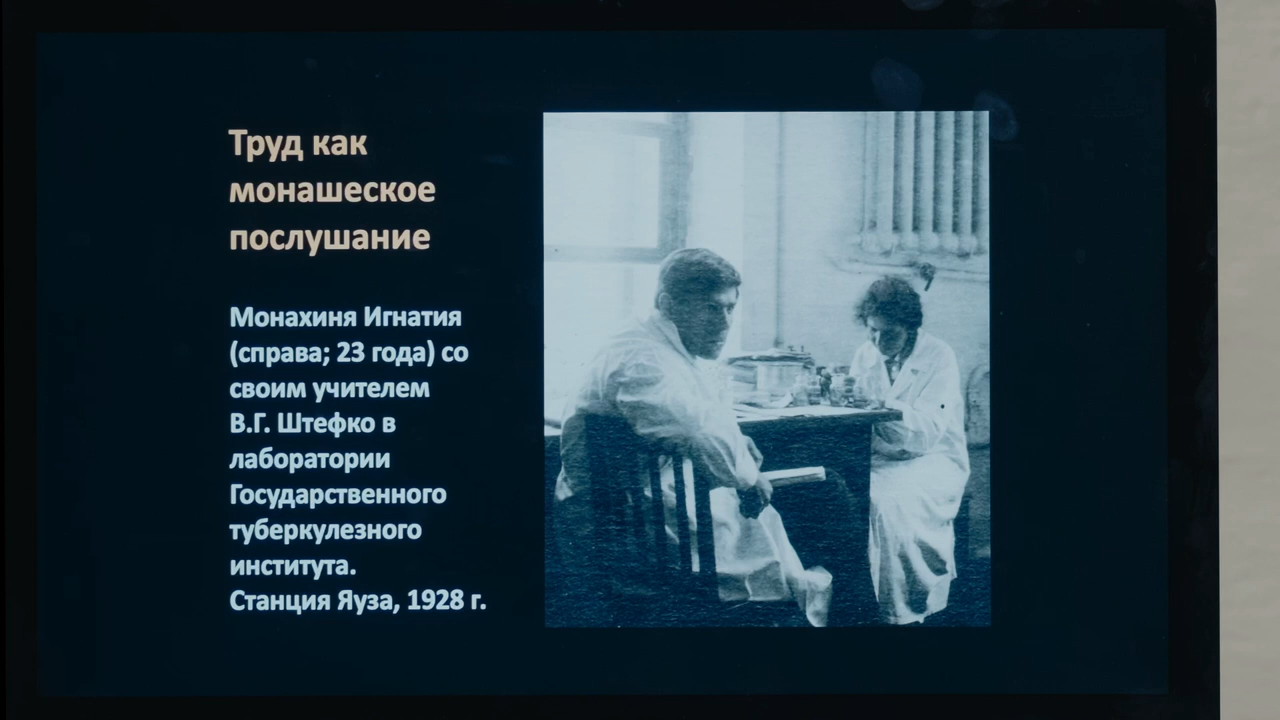 Труд как
монашеское
послушание
Монахиня Игнатия
(справа; 23 года) со
своим учителем
В.Г. Штефко в
лаборатории
Государственного
туберкулезного
института.
Станция Яуза, 1928 г.